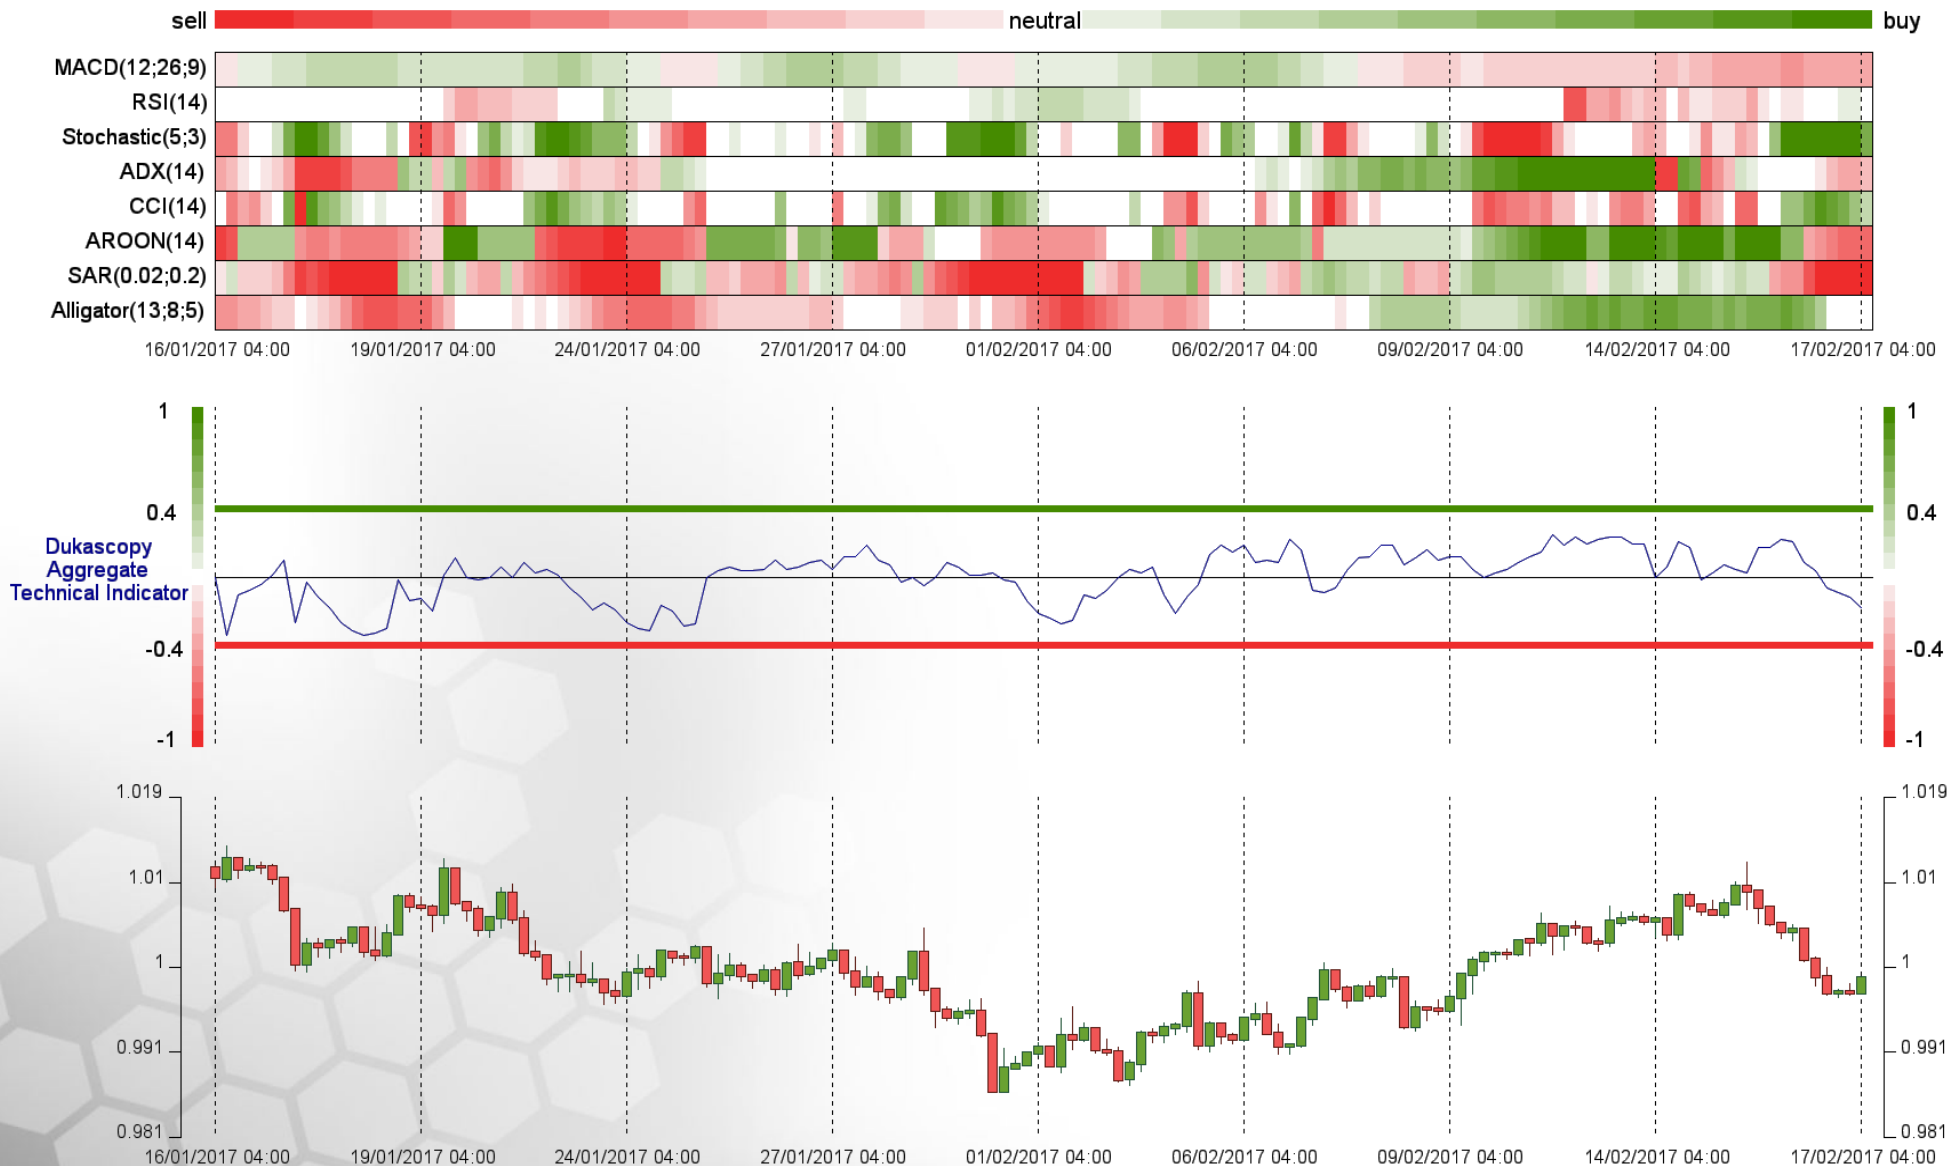 sell neutral buy
MACD(12;26;9)
RSI(14)
Stochastic(5;3)
ADX(14)
CCI(14)
AROON(14)
SAR(0.02;0.2)
Alligator(13;8;5)
16/01/2017 04:00 19/01/2017 04:00 24/01/2017 04:00 27/01/2017 04:00 01/02/2017 04:00 06/02/2017 04:00 09/02/2017 04:00 14/02/2017 04:00 17/02/2017 04:00
1 1
0.4 0.4
Dukascopy
Aggregate
Technical Indicator
-0.4 -0.4
-1 -1
1.019 1.019
1.01 1.01
1 1
0.991 0.991
0.981 0.981
16/01/2017 04:00 19/01/2017 04:00 24/01/2017 04:00 27/01/2017 04:00 01/02/2017 04:00 06/02/2017 04:00 09/02/2017 04:00 14/02/2017 04:00 17/02/2017 04:00